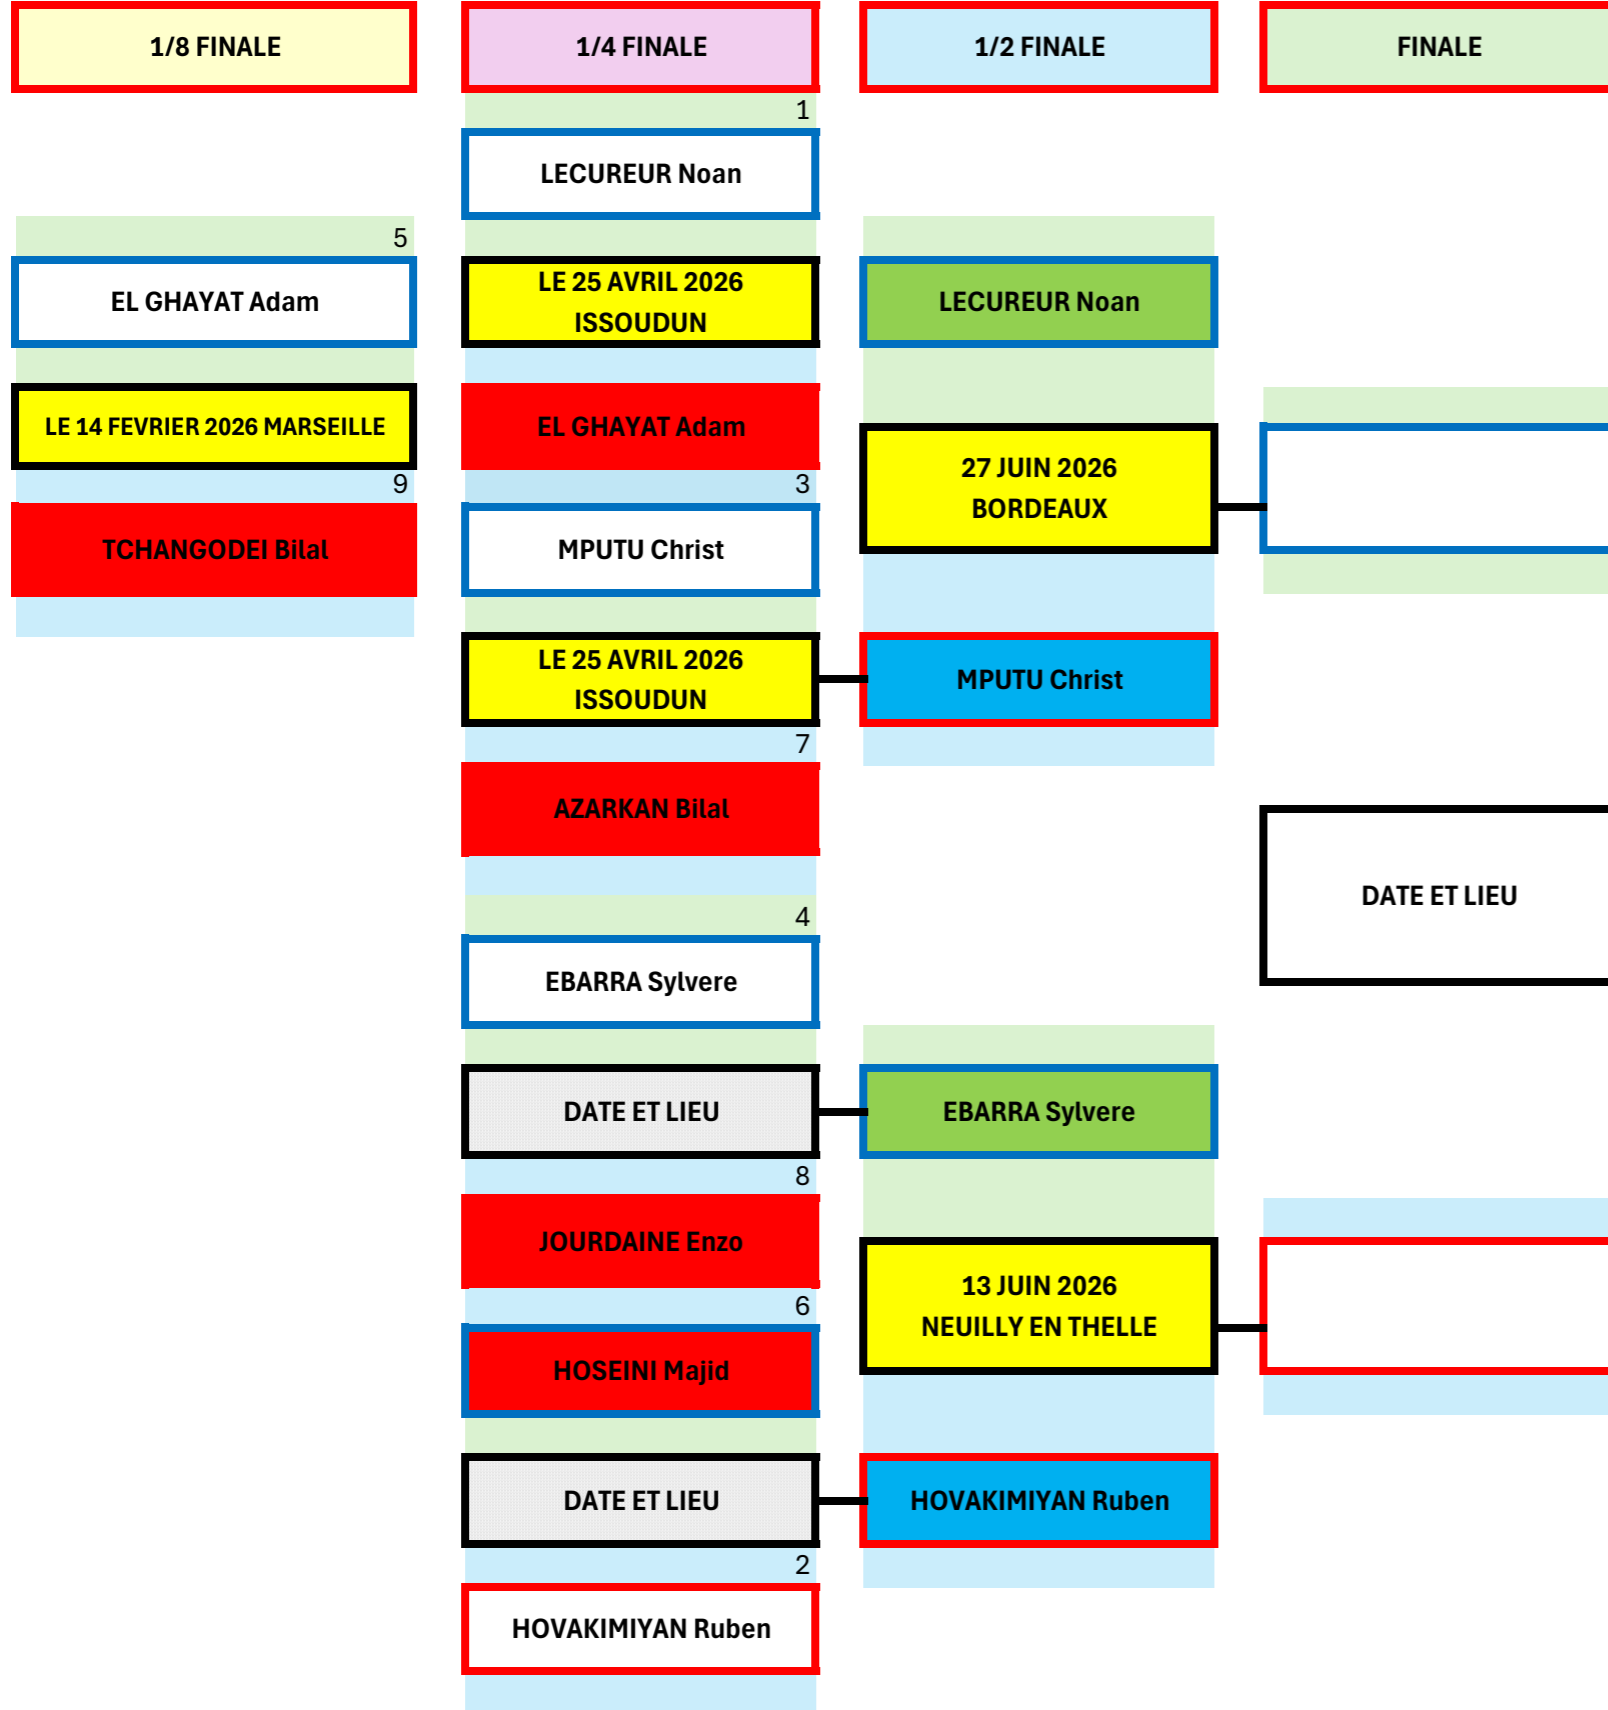 1/8 FINALE
1/4 FINALE
1/2 FINALE
FINALE
1
LECUREUR Noan
5
EL GHAYAT Adam
LE 25 AVRIL 2026
ISSOUDUN
LECUREUR Noan
LE 14 FEVRIER 2026 MARSEILLE
EL GHAYAT Adam
27 JUIN 2026
BORDEAUX
9
3
TCHANGODEI Bilal
MPUTU Christ
LE 25 AVRIL 2026
ISSOUDUN
MPUTU Christ
7
AZARKAN Bilal
DATE ET LIEU
4
EBARRA Sylvere
DATE ET LIEU
EBARRA Sylvere
8
JOURDAINE Enzo
13 JUIN 2026
NEUILLY EN THELLE
6
HOSEINI Majid
DATE ET LIEU
HOVAKIMIYAN Ruben
2
HOVAKIMIYAN Ruben